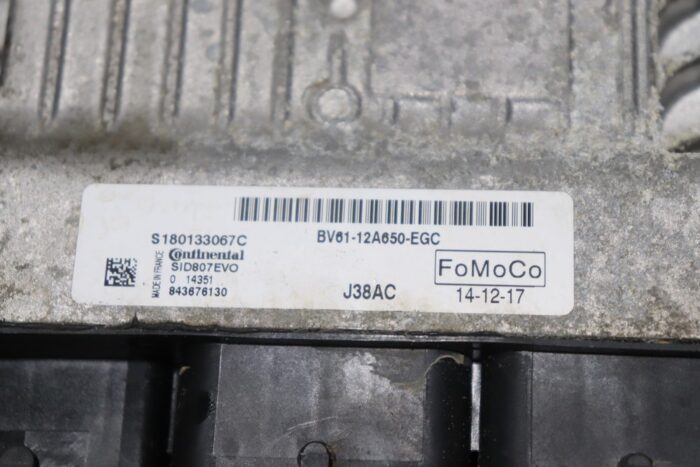 S180133067C
MADE IN FRANCE
Continental
SID807EVO
0 14351
843676130
BV61-12A650-EGC
J38AC
FoMoCo
14-12-17